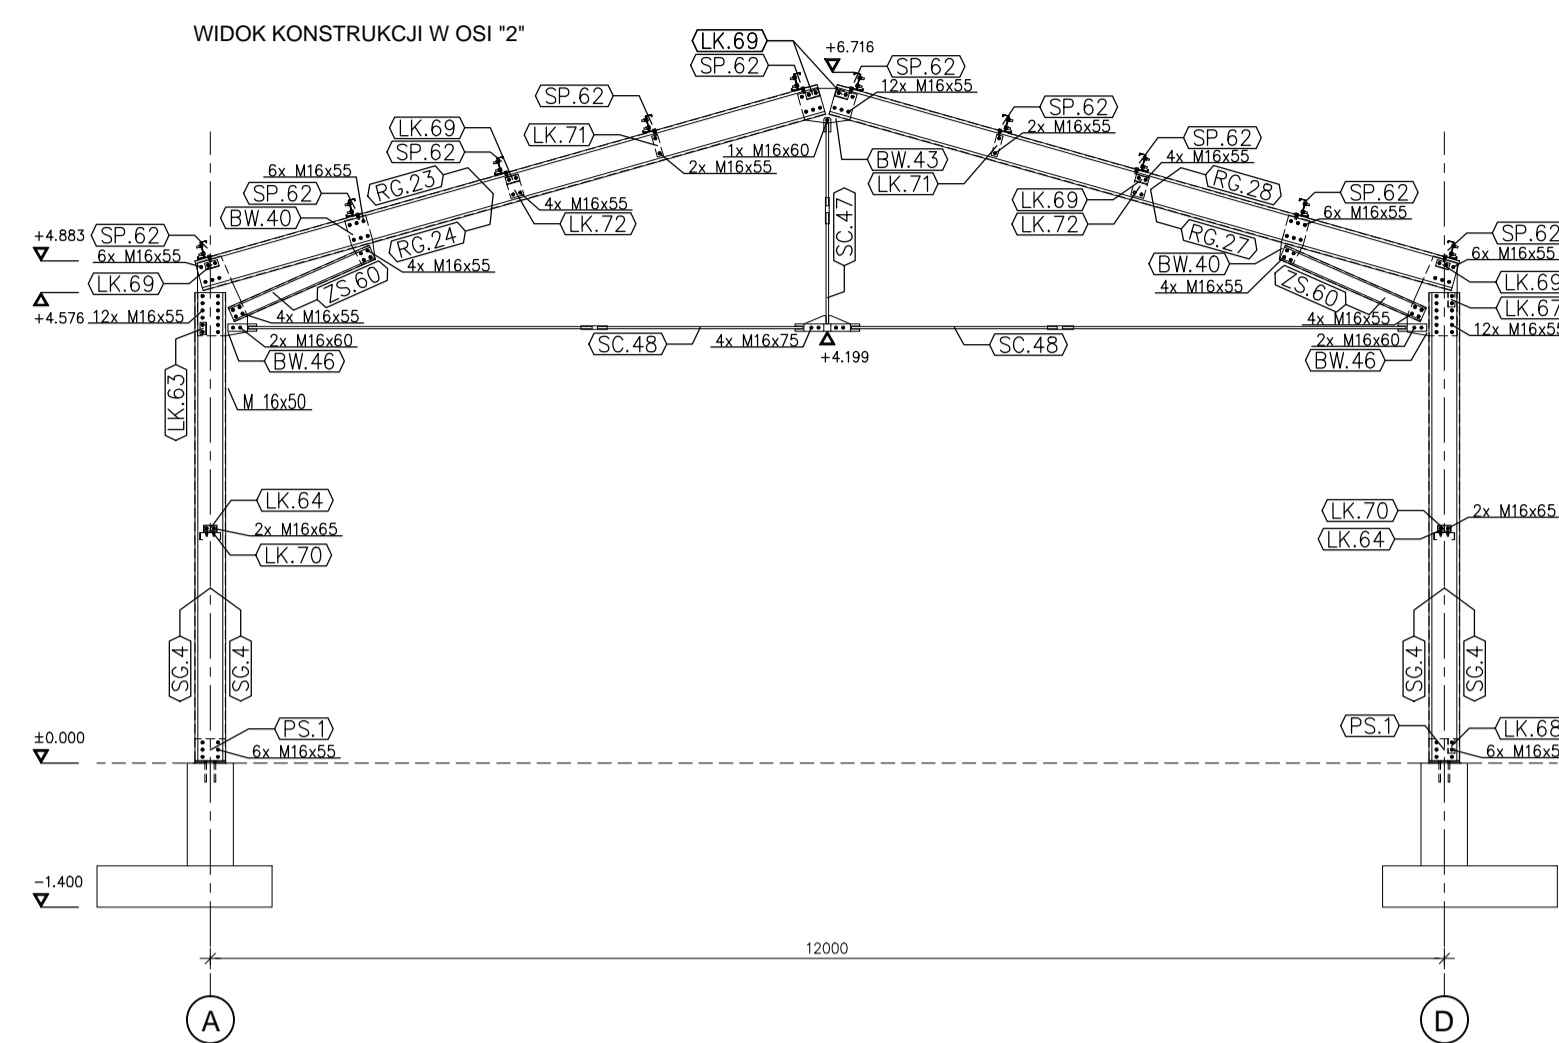 WIDOK KONSTRUKCJI W OSI "2"
LK.69
+6.716
SP.62
SP.62
12x M16x55
SP.62
SP.62
LK.69
LK.71
2x M16x55
SP.62
SP.62
1x M16x60
BW.43
4x M16x55
6x M16x55
2x M16x55
LK.71
RG.23
RG.28
SP.62
SP.62
4x M16x55
LK.69
6x M16x55
BW.40
LK.72
SC.47
LK.72
+4.883
SP.62
RG.24
RG.27
SP.62
6x M16x55
4x M16x55
BW.40
6x M16x55
LK.69
ZS.60
4x M16x55
ZS.60
LK.69
LK.67
+4.576
12x M16x55
4x M16x55
4x M16x55
12x M16x55
2x M16x60
SC.48
4x M16x75
+4.199
SC.48
2x M16x60
BW.46
BW.46
LK.63
M 16x50
LK.64
2x M16x65
LK.70
LK.70
2x M16x65
LK.64
SG.4
SG.4
SG.4
SG.4
±0.000
PS.1
6x M16x55
PS.1
LK.68
6x M16x5
-1.400
12000
A
D